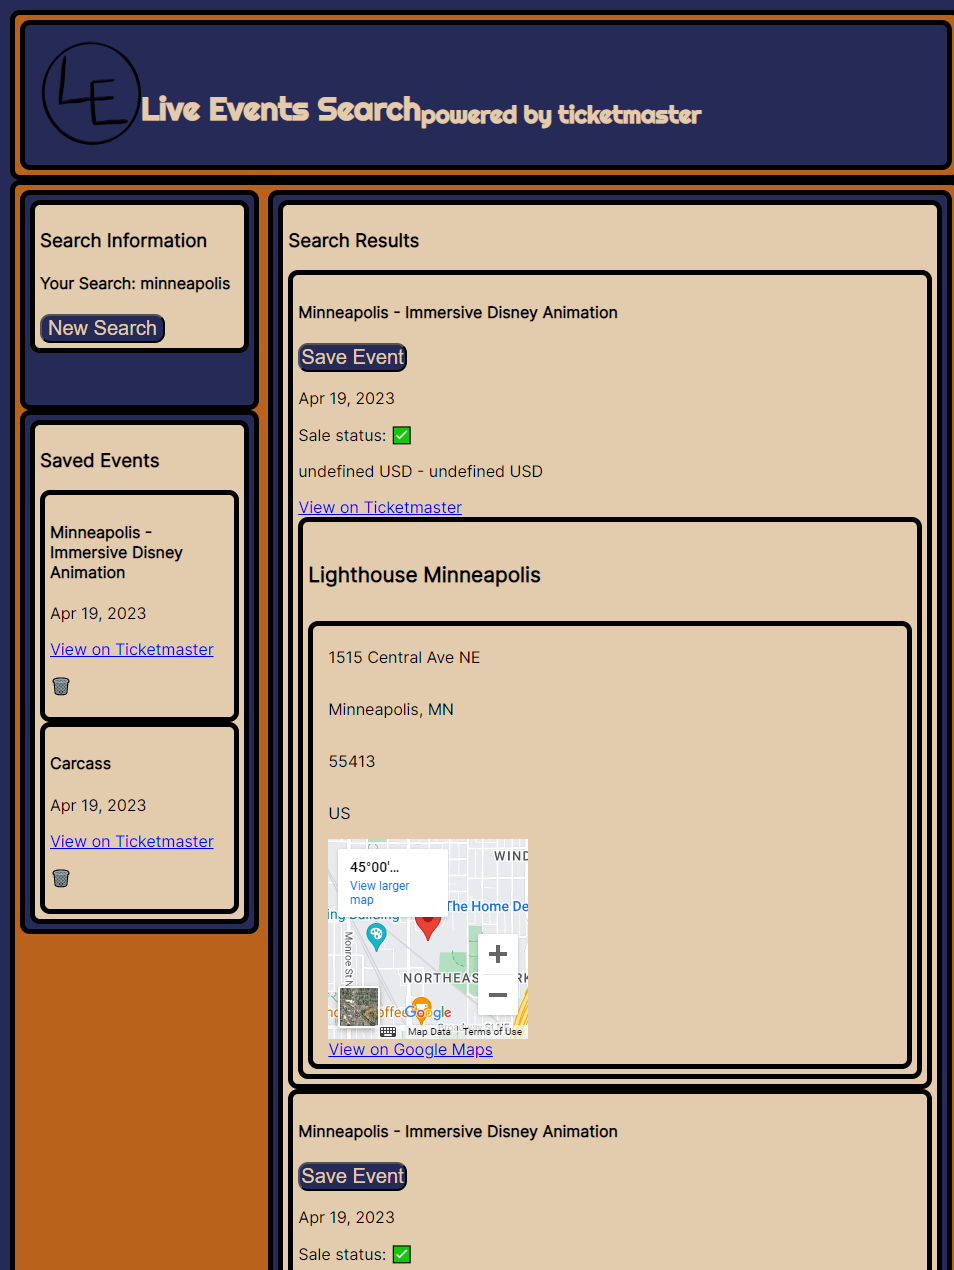 LE
Live Events Search powered by ticketmaster
Search Information
Your Search: minneapolis
New Search
Saved Events
Minneapolis -
Immersive Disney
Animation
Apr 19, 2023
View on Ticketmaster
Carcass
Apr 19, 2023
View on Ticketmaster
Search Results
Minneapolis - Immersive Disney Animation
Save Event
Apr 19, 2023
Sale status: ✅
undefined USD - undefined USD
View on Ticketmaster
Lighthouse Minneapolis
1515 Central Ave NE
Minneapolis, MN
55413
US
WIND
45°00'...
View larger
map
The Home De
Monroe St N
NORTHEAS
RK
offee
Google
Map Data
Terms of Use
View on Google Maps
Minneapolis - Immersive Disney Animation
Save Event
Apr 19, 2023
Sale status: ✅